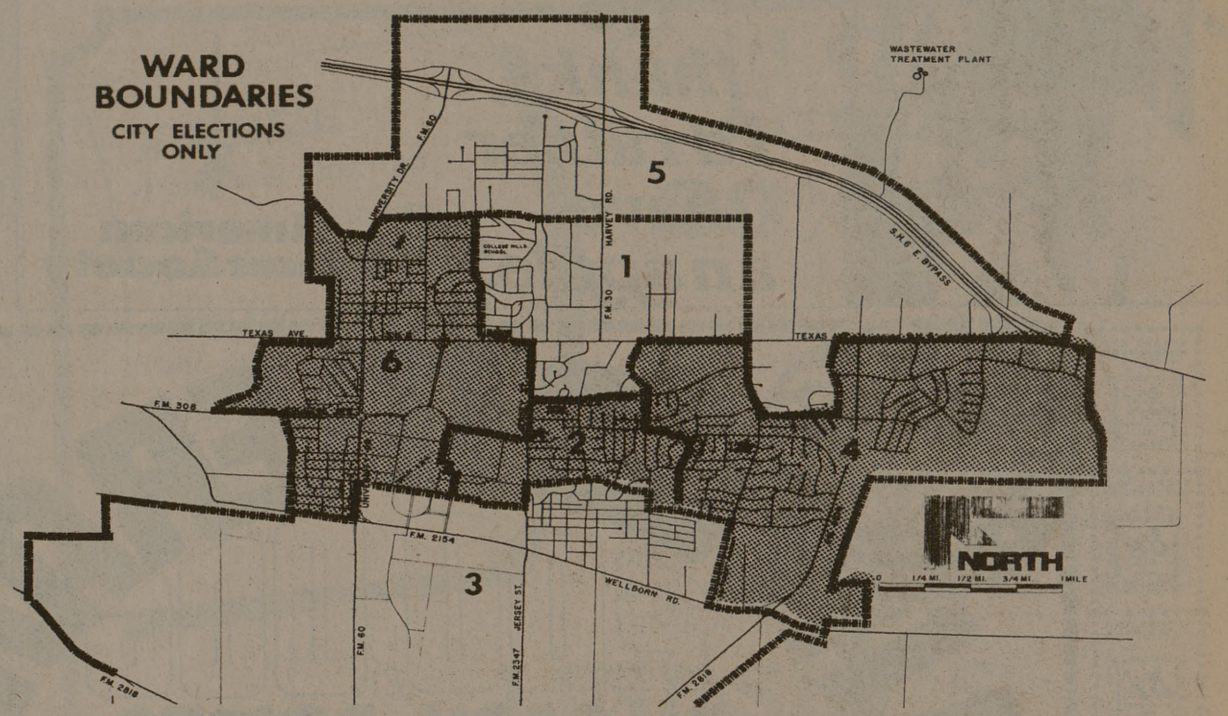 WARD
BOUNDARIES
CITY ELECTIONS
ONLY
WASTEWATER
TREATMENT PLANT
F.M. 60
UNIVERSITY DR.
5
HARVEY RD.
S.H. 6 E. BYPASS
COLLEGE HILLS
SCHOOL
1
F.M. 30
TEXAS AVE.
TEXAS
6
F.M. 308
2
4
UNIVERSITY DR.
F.M. 2154
NORTH
0 1/4 MI. 1/2 MI. 3/4 MI. 1 MILE
3
WELLBORN RD.
F.M. 60
F.M. 2347 JERSEY ST.
F.M. 2818
F.M. 2818